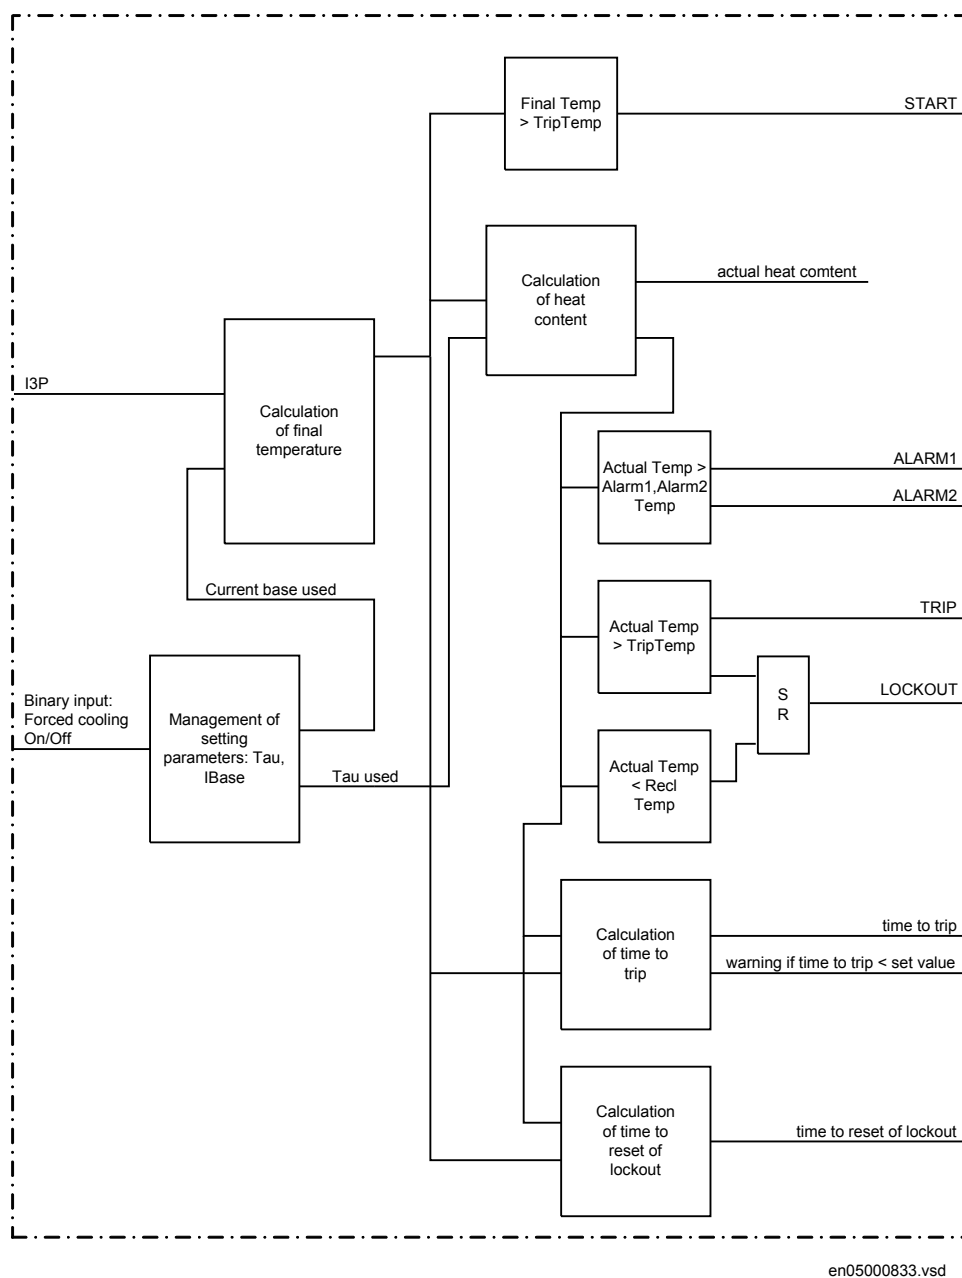 Final Temp
> TripTemp
START
Calculation
of heat
content
actual heat comtent
I3P
Calculation
of final
temperature
Actual Temp >
Alarm1,Alarm2
Temp
ALARM1
ALARM2
Current base used
Actual Temp
> TripTemp
TRIP
Binary input:
Forced cooling
On/Off
Management of
setting
parameters: Tau,
IBase
S
R
LOCKOUT
Tau used
Actual Temp
< Recl
Temp
Calculation
of time to
trip
time to trip
warning if time to trip < set value
Calculation
of time to
reset of
lockout
time to reset of lockout
en05000833.vsd